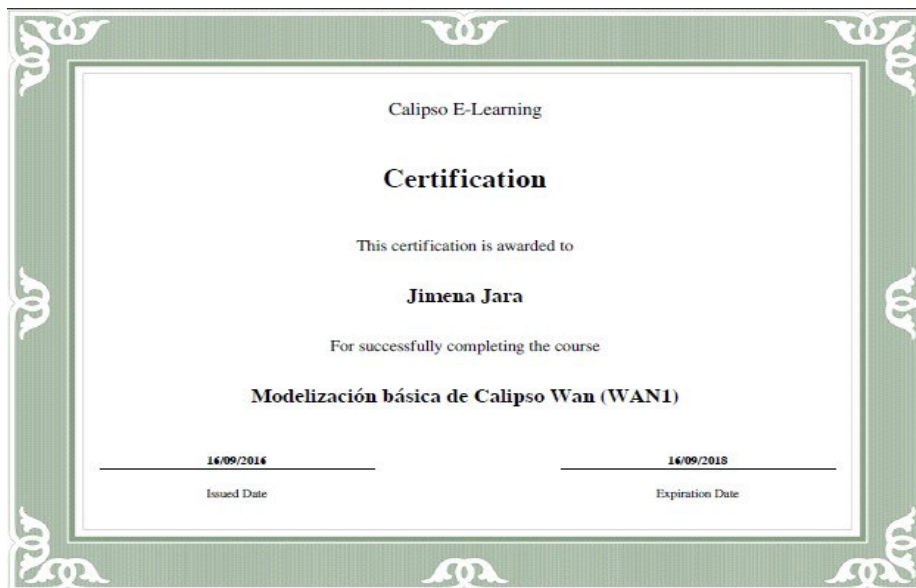 Calipso E-Learning
Certification
This certification is awarded to
Jimena Jara
For successfully completing the course
Modelización básica de Calipso Wan (WAN1)
16/09/2016
16/09/2018
Issued Date
Expiration Date